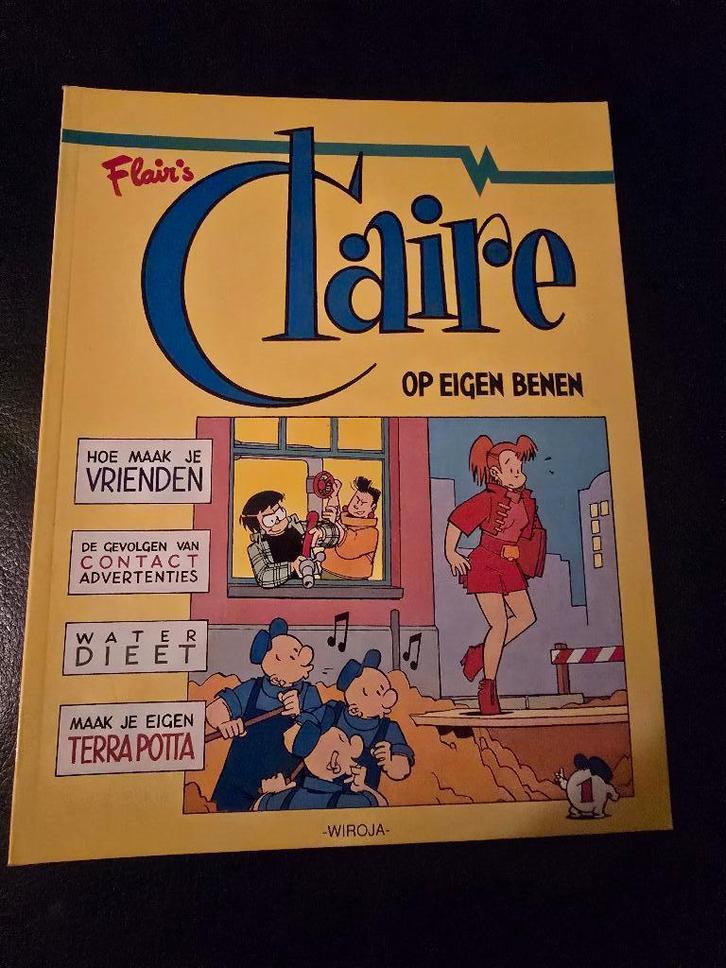 Flair's
Claire
OP EIGEN BENEN
HOE MAAK JE
VRIENDEN
DE GEVOLGEN VAN
CONTACT
ADVERTENTIES
WATER
DIEET
MAAK JE EIGEN
TERRA POTTA
1
-WIROJA-